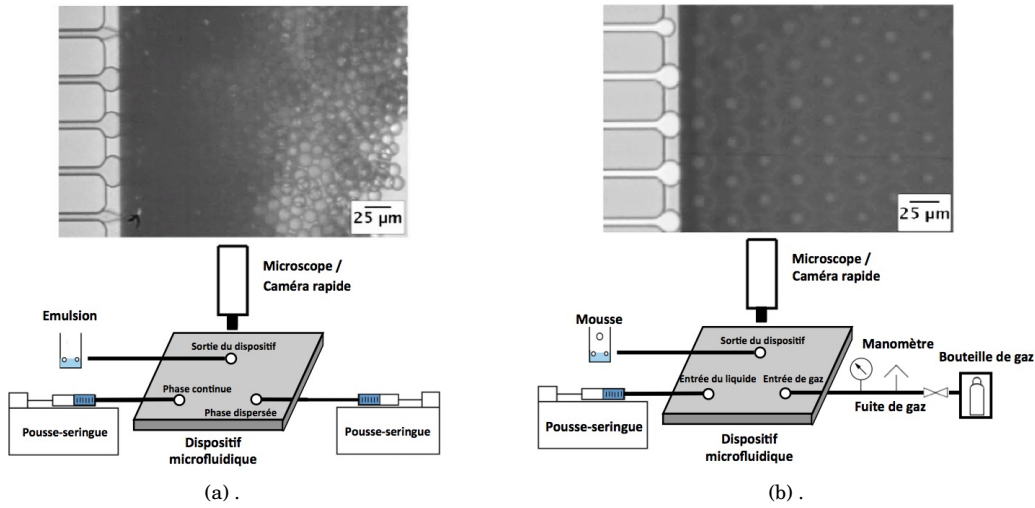 25 µm
Microscope /
Caméra rapide
Emulsion
Sortie du dispositif
Phase continue
Phase dispersée
Pousse-seringue
Pousse-seringue
Dispositif
microfluidique
(a) .
25 µm
Microscope /
Caméra rapide
Mousse
Sortie du dispositif
Manomètre
Bouteille de gaz
Entrée du liquide
Entrée de gaz
Fuite de gaz
Pousse-seringue
Dispositif
microfluidique
(b) .